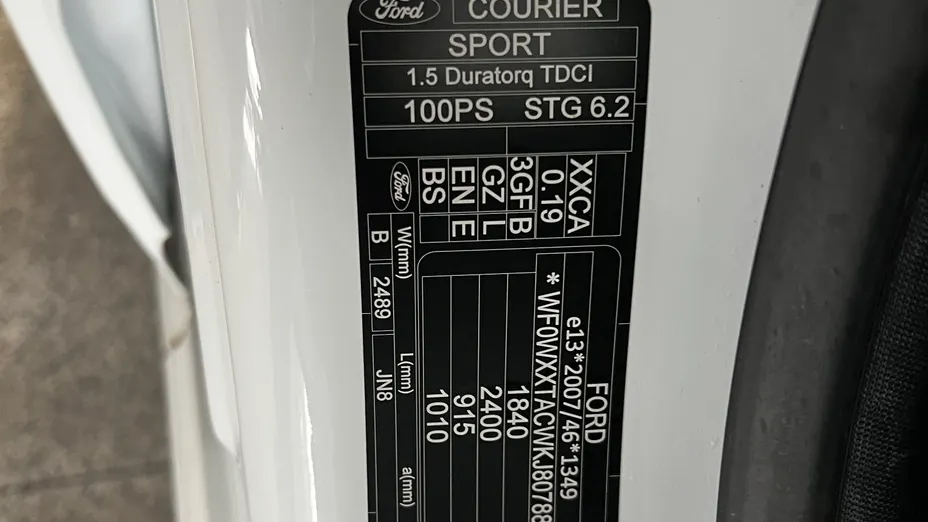 Ford
COURIER
SPORT
1.5 Duratorq TDCI
100PS STG 6.2
XXCA
0.19
3GF B
GZ L
EN E
BS
Ford
FORD
e13*2007/46*1349
* WF0WXXTACWKJ80788
1840
2400
915
1010
W(mm) L(mm) a(mm)
B 2489 JN8